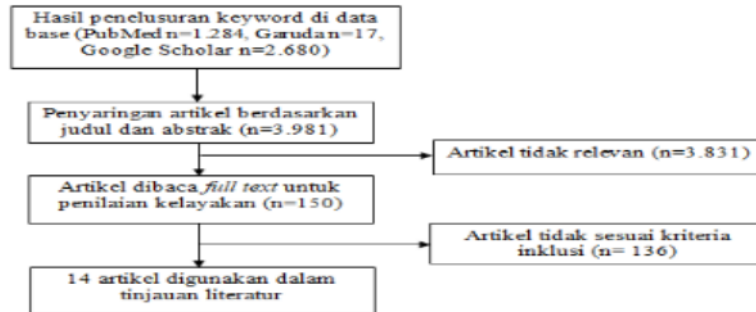 Hasil penelusuran keyword di data
base (PubMed n=1.284, Garuda n=17,
Google Scholar n=2.680)
Penyaringan artikel berdasarkan
judul dan abstrak (n=3.981)
Artikel tidak relevan (n=3.831)
Artikel dibaca full text untuk
penilaian kelayakan (n=150)
Artikel tidak sesuai kriteria
inklusi (n= 136)
14 artikel digunakan dalam
tinjauan literatur